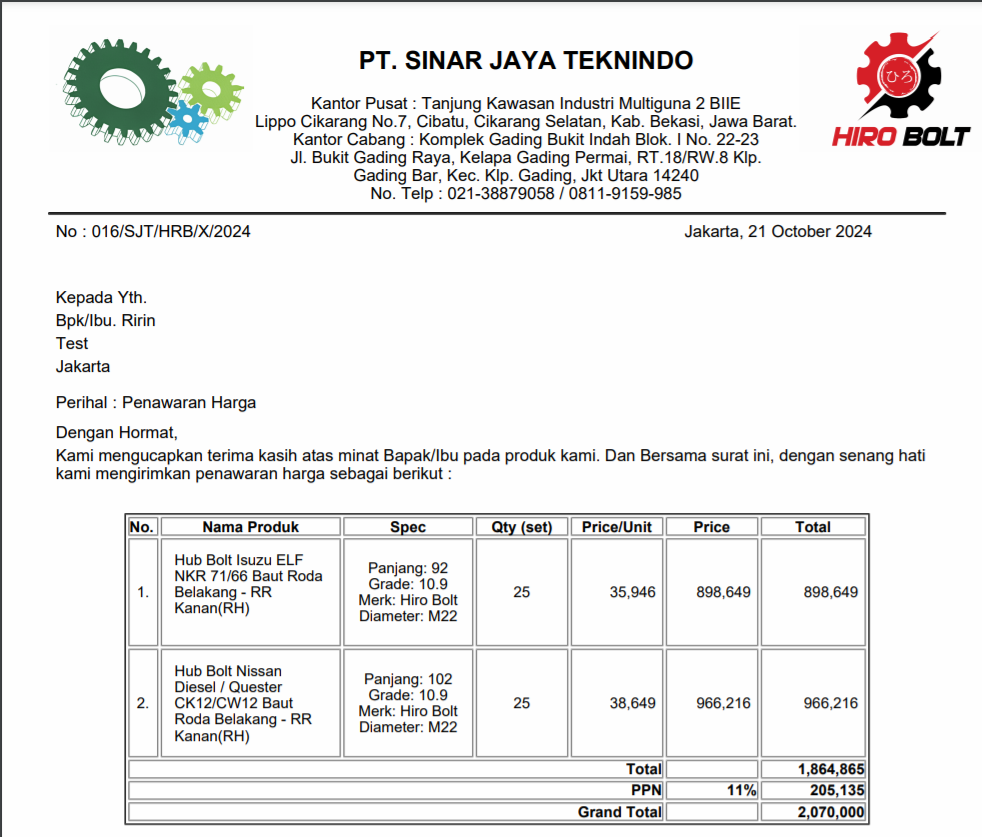 PT. SINAR JAYA TEKNINDO
Kantor Pusat : Tanjung Kawasan Industri Multiguna 2 BIIE
Lippo Cikarang No.7, Cibatu, Cikarang Selatan, Kab. Bekasi, Jawa Barat.
Kantor Cabang : Komplek Gading Bukit Indah Blok. I No. 22-23
Jl. Bukit Gading Raya, Kelapa Gading Permai, RT.18/RW.8 Klp.
Gading Bar, Kec. Klp. Gading, Jkt Utara 14240
No. Telp : 021-38879058 / 0811-9159-985
ひろ
HIRO BOLT
No : 016/SJT/HRB/X/2024 Jakarta, 21 October 2024
Kepada Yth.
Bpk/Ibu. Ririn
Test
Jakarta
Perihal : Penawaran Harga
Dengan Hormat,
Kami mengucapkan terima kasih atas minat Bapak/Ibu pada produk kami. Dan Bersama surat ini, dengan senang hati
kami mengirimkan penawaran harga sebagai berikut :
No. Nama Produk Spec Qty (set) Price/Unit Price Total
1.
Hub Bolt Isuzu ELF
NKR 71/66 Baut Roda
Belakang - RR
Kanan(RH)
Panjang: 92
Grade: 10.9
Merk: Hiro Bolt
Diameter: M22
25 35,946 898,649 898,649
2.
Hub Bolt Nissan
Diesel / Quester
CK12/CW12 Baut
Roda Belakang - RR
Kanan(RH)
Panjang: 102
Grade: 10.9
Merk: Hiro Bolt
Diameter: M22
25 38,649 966,216 966,216
Total 1,864,865
PPN 11% 205,135
Grand Total 2,070,000